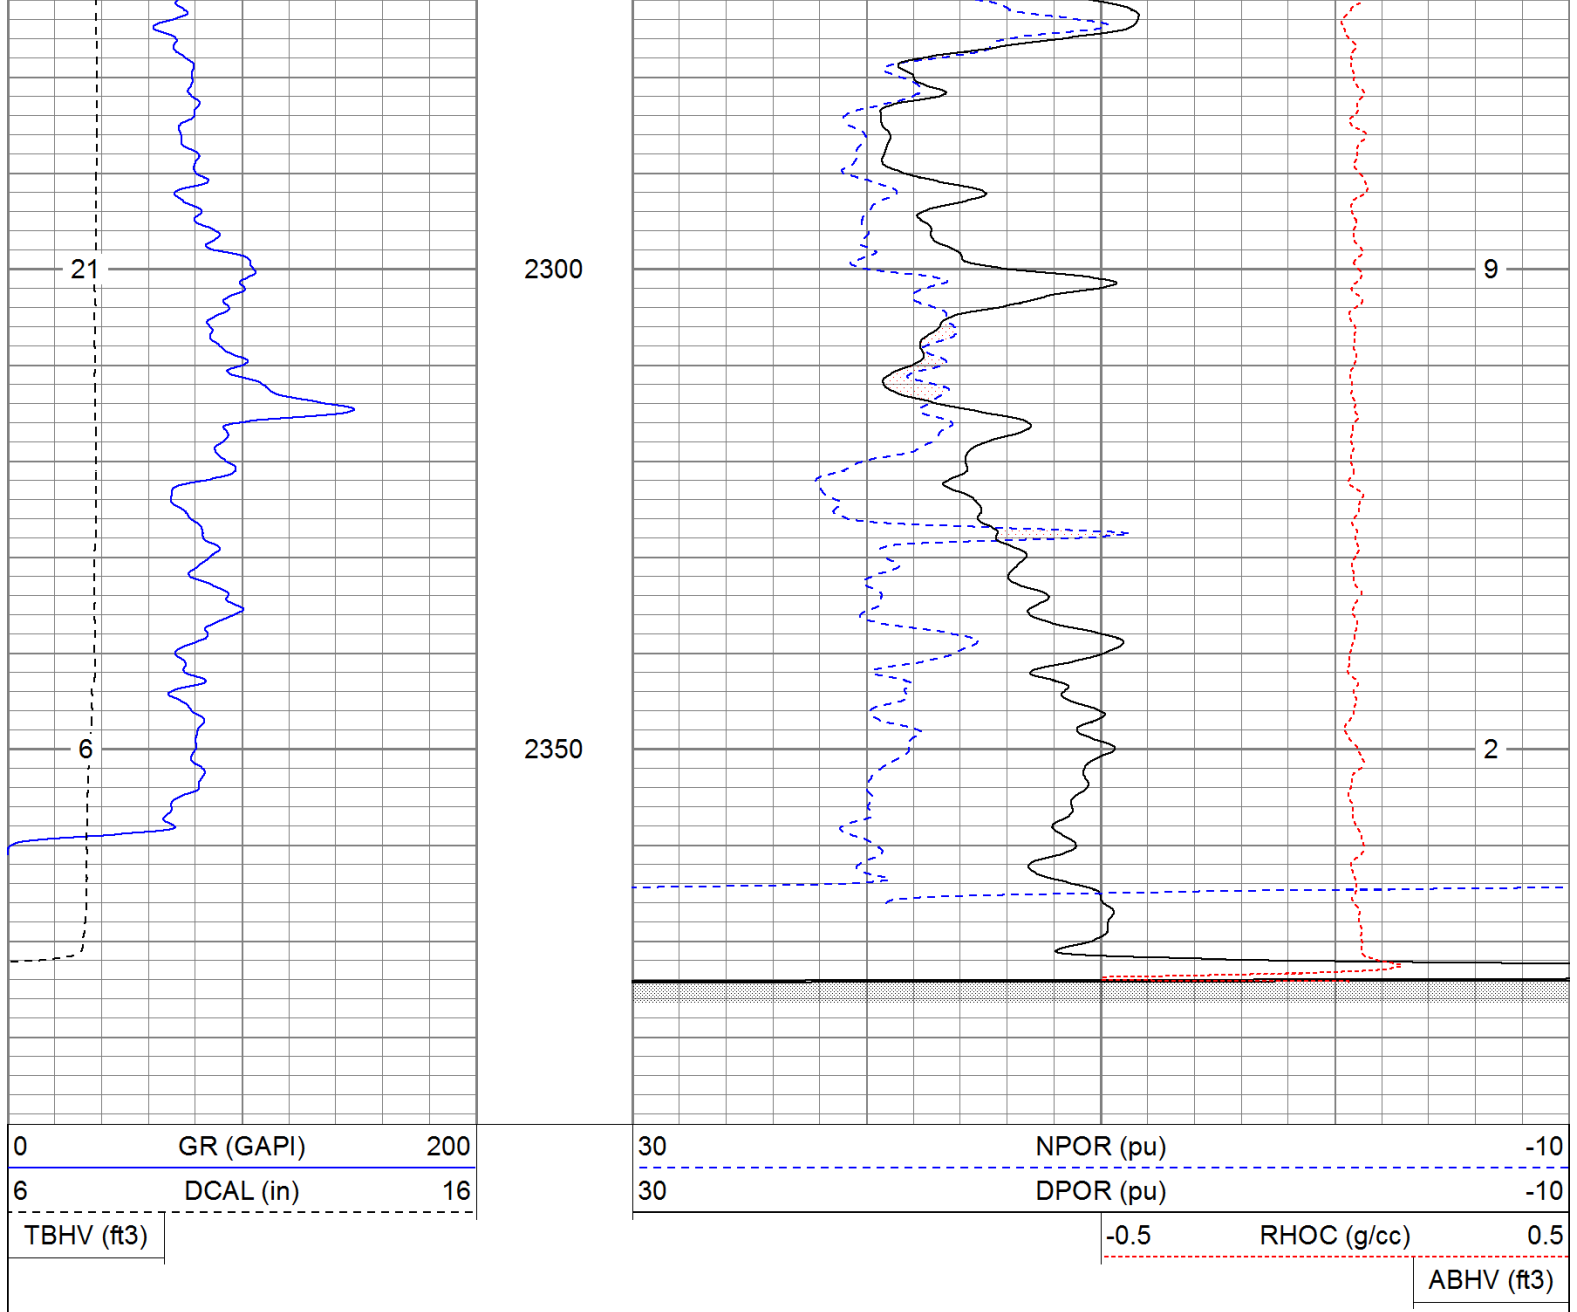 21 2300 9
6 2350 2
0 GR (GAPI) 200 30 NPOR (pu) -10
6 DCAL (in) 16 30 DPOR (pu) -10
TBHV (ft3) -0.5 RHOC (g/cc) 0.5
ABHV (ft3)